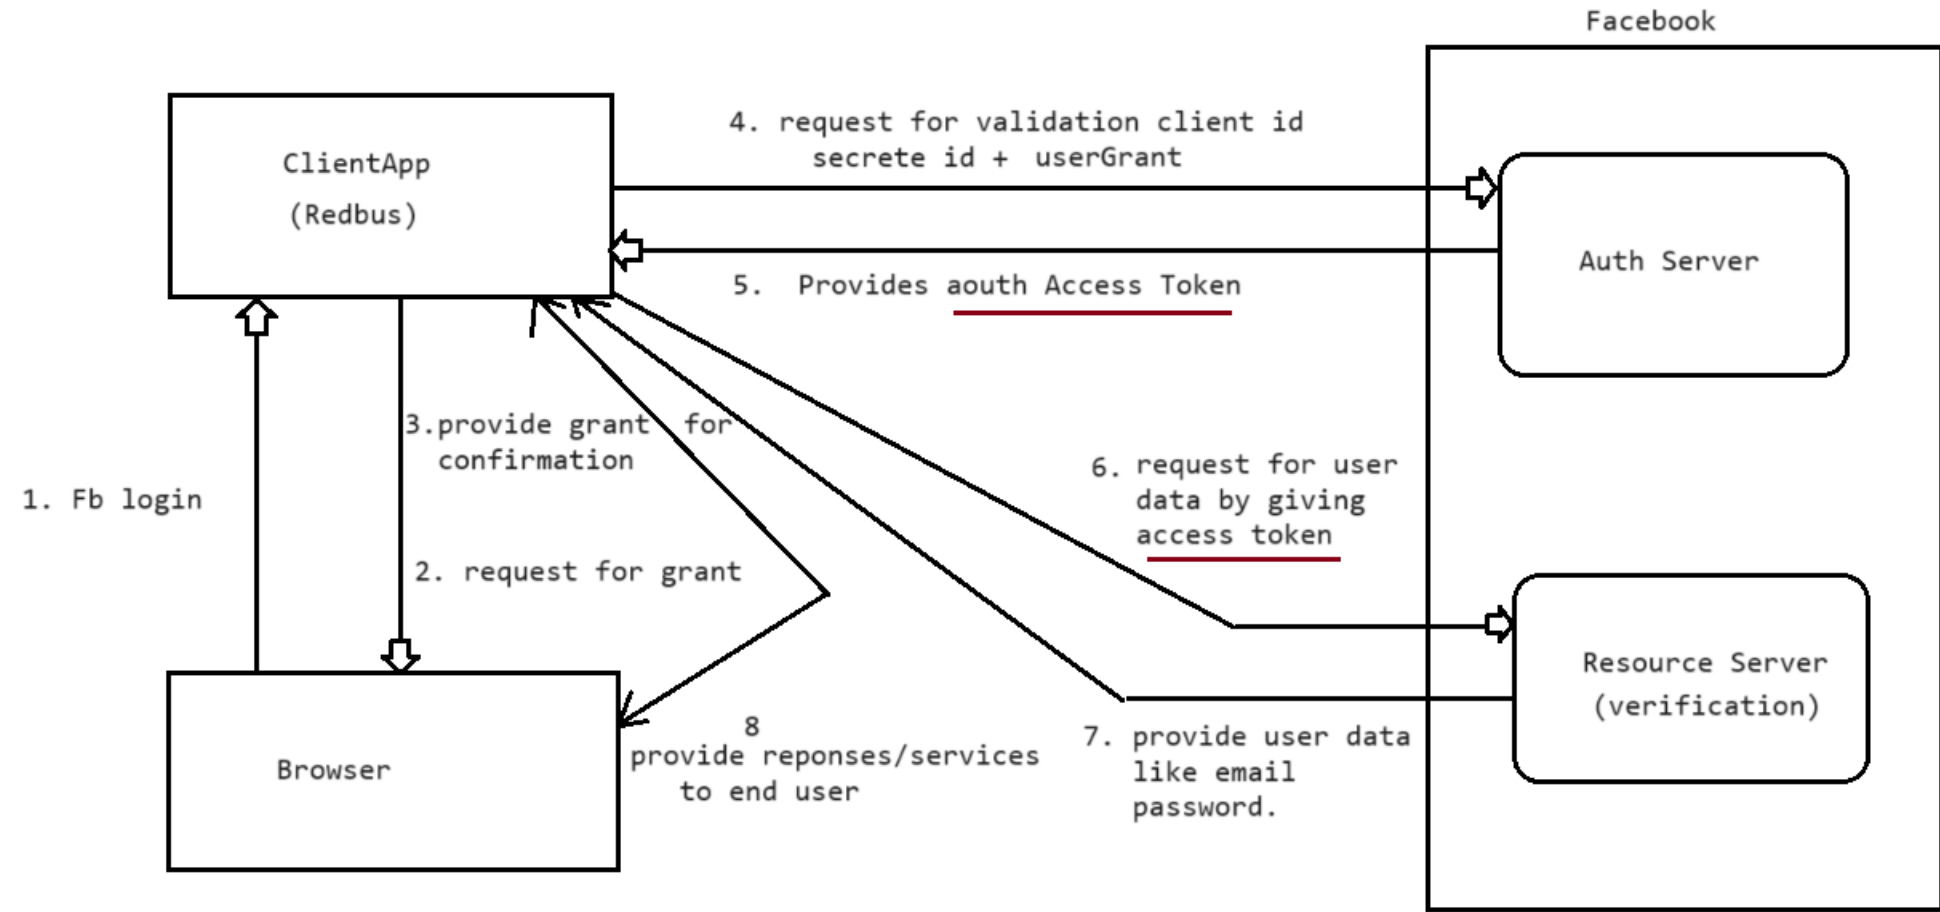 Facebook
ClientApp
(Redbus)
4. request for validation client id
secrete id + userGrant
Auth Server
5. Provides aouth Access Token
3.provide grant for
confirmation
1. Fb login
2. request for grant
6. request for user
data by giving
access token
Resource Server
(verification)
Browser
8
provide reponses/services
to end user
7. provide user data
like email
password.